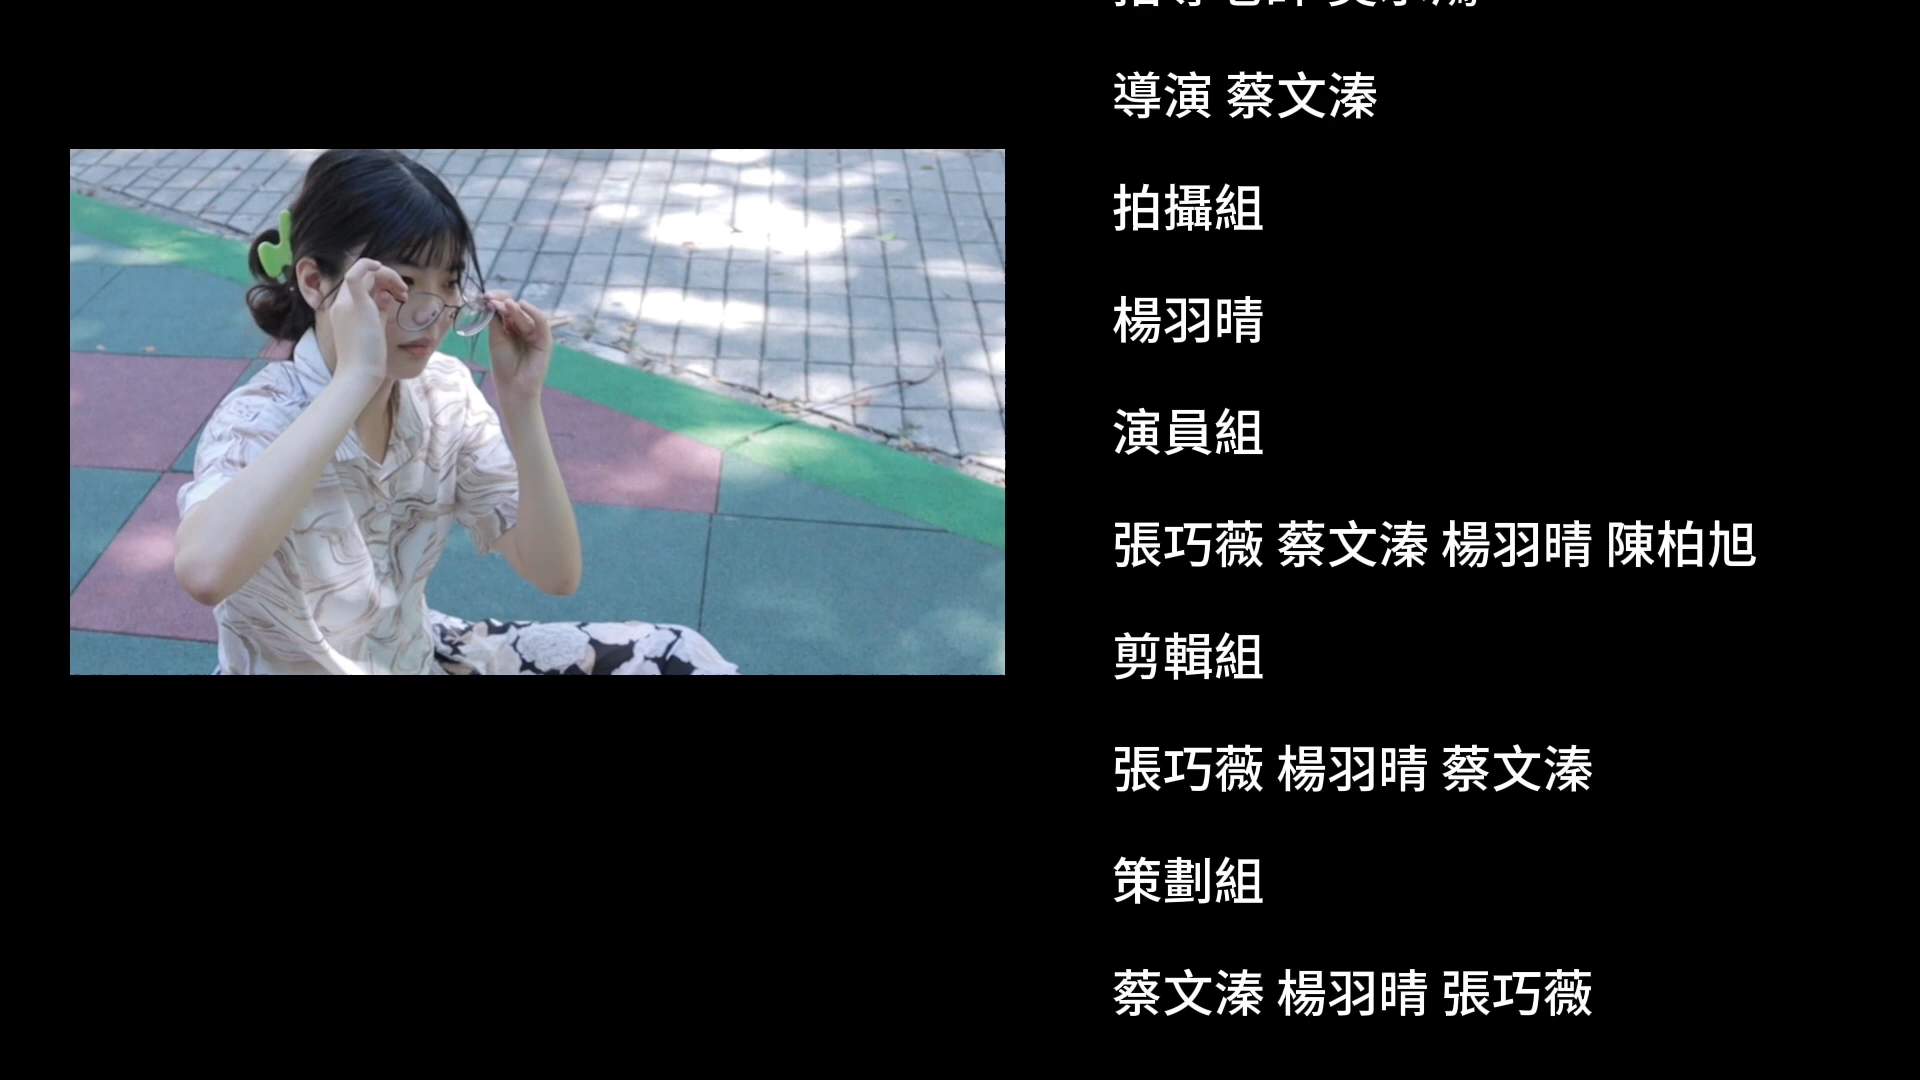 導演 蔡文溱
拍攝組
楊羽晴
演員組
張巧薇 蔡文溱 楊羽晴 陳柏旭
剪輯組
張巧薇 楊羽晴 蔡文溱
策劃組
蔡文溱 楊羽晴 張巧薇